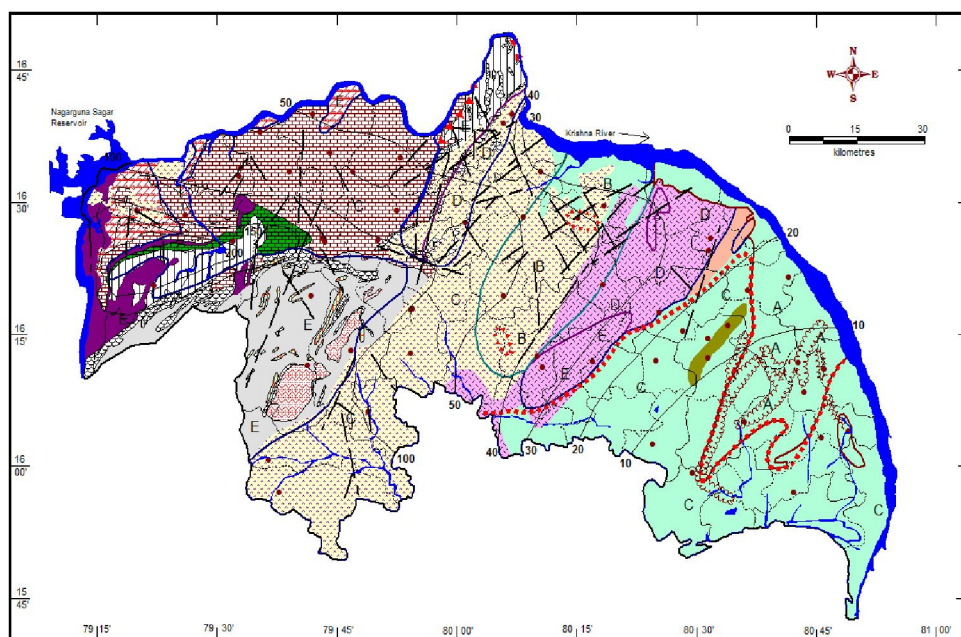 16
45'
N
W E
S
50
40
30
Nagarguna Sagar
Reservoir
Krishna River
0 15 30
kilometres
E
D
A
100
16
30'
B
C
D
D
E
D
B
D
20
150
100
E
C
C
A
E
D
B
E
10
16
15'
B
A
A
E
C
A
50
E
100
40
30
20
10
16
00'
C
C
15
45'
79 15'
79 30'
79 45'
80 00'
80 15'
80 30'
80 45'
81 00'